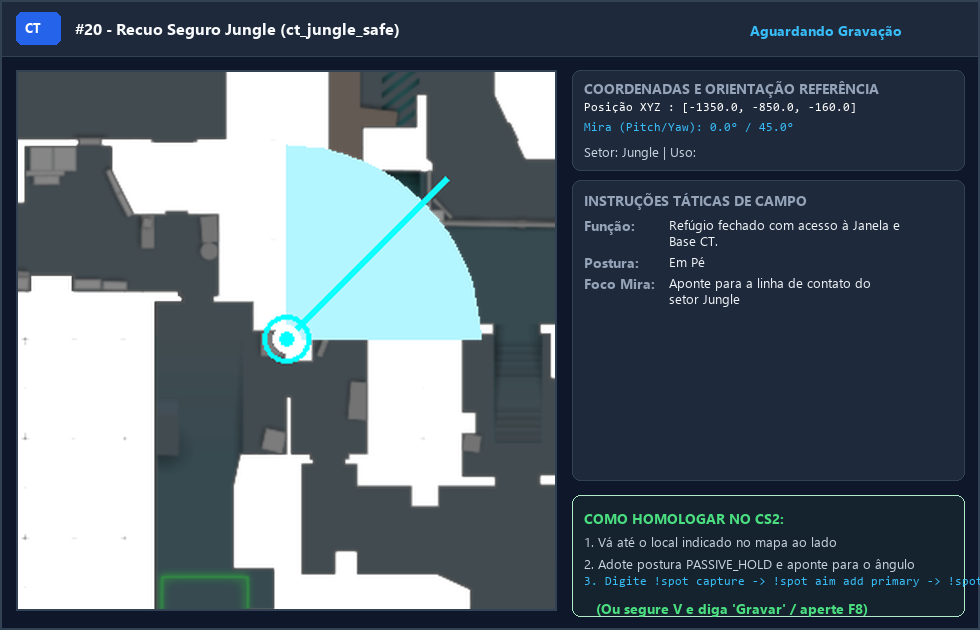 CT
#20 - Recuo Seguro Jungle (ct_jungle_safe)
Aguardando Gravação
COORDENADAS E ORIENTAÇÃO REFERÊNCIA
Posição XYZ : [-1350.0, -850.0, -160.0]
Mira (Pitch/Yaw): 0.0° / 45.0°
Setor: Jungle | Uso:
INSTRUÇÕES TÁTICAS DE CAMPO
Função: Refúgio fechado com acesso à Janela e
Base CT.
Postura: Em Pé
Foco Mira: Aponte para a linha de contato do
setor Jungle
COMO HOMOLOGAR NO CS2:
1. Vá até o local indicado no mapa ao lado
2. Adote postura PASSIVE_HOLD e aponte para o ângulo
3. Digite !spot capture -> !spot aim add primary -> !spot
(Ou segure V e diga 'Gravar' / aperte F8)